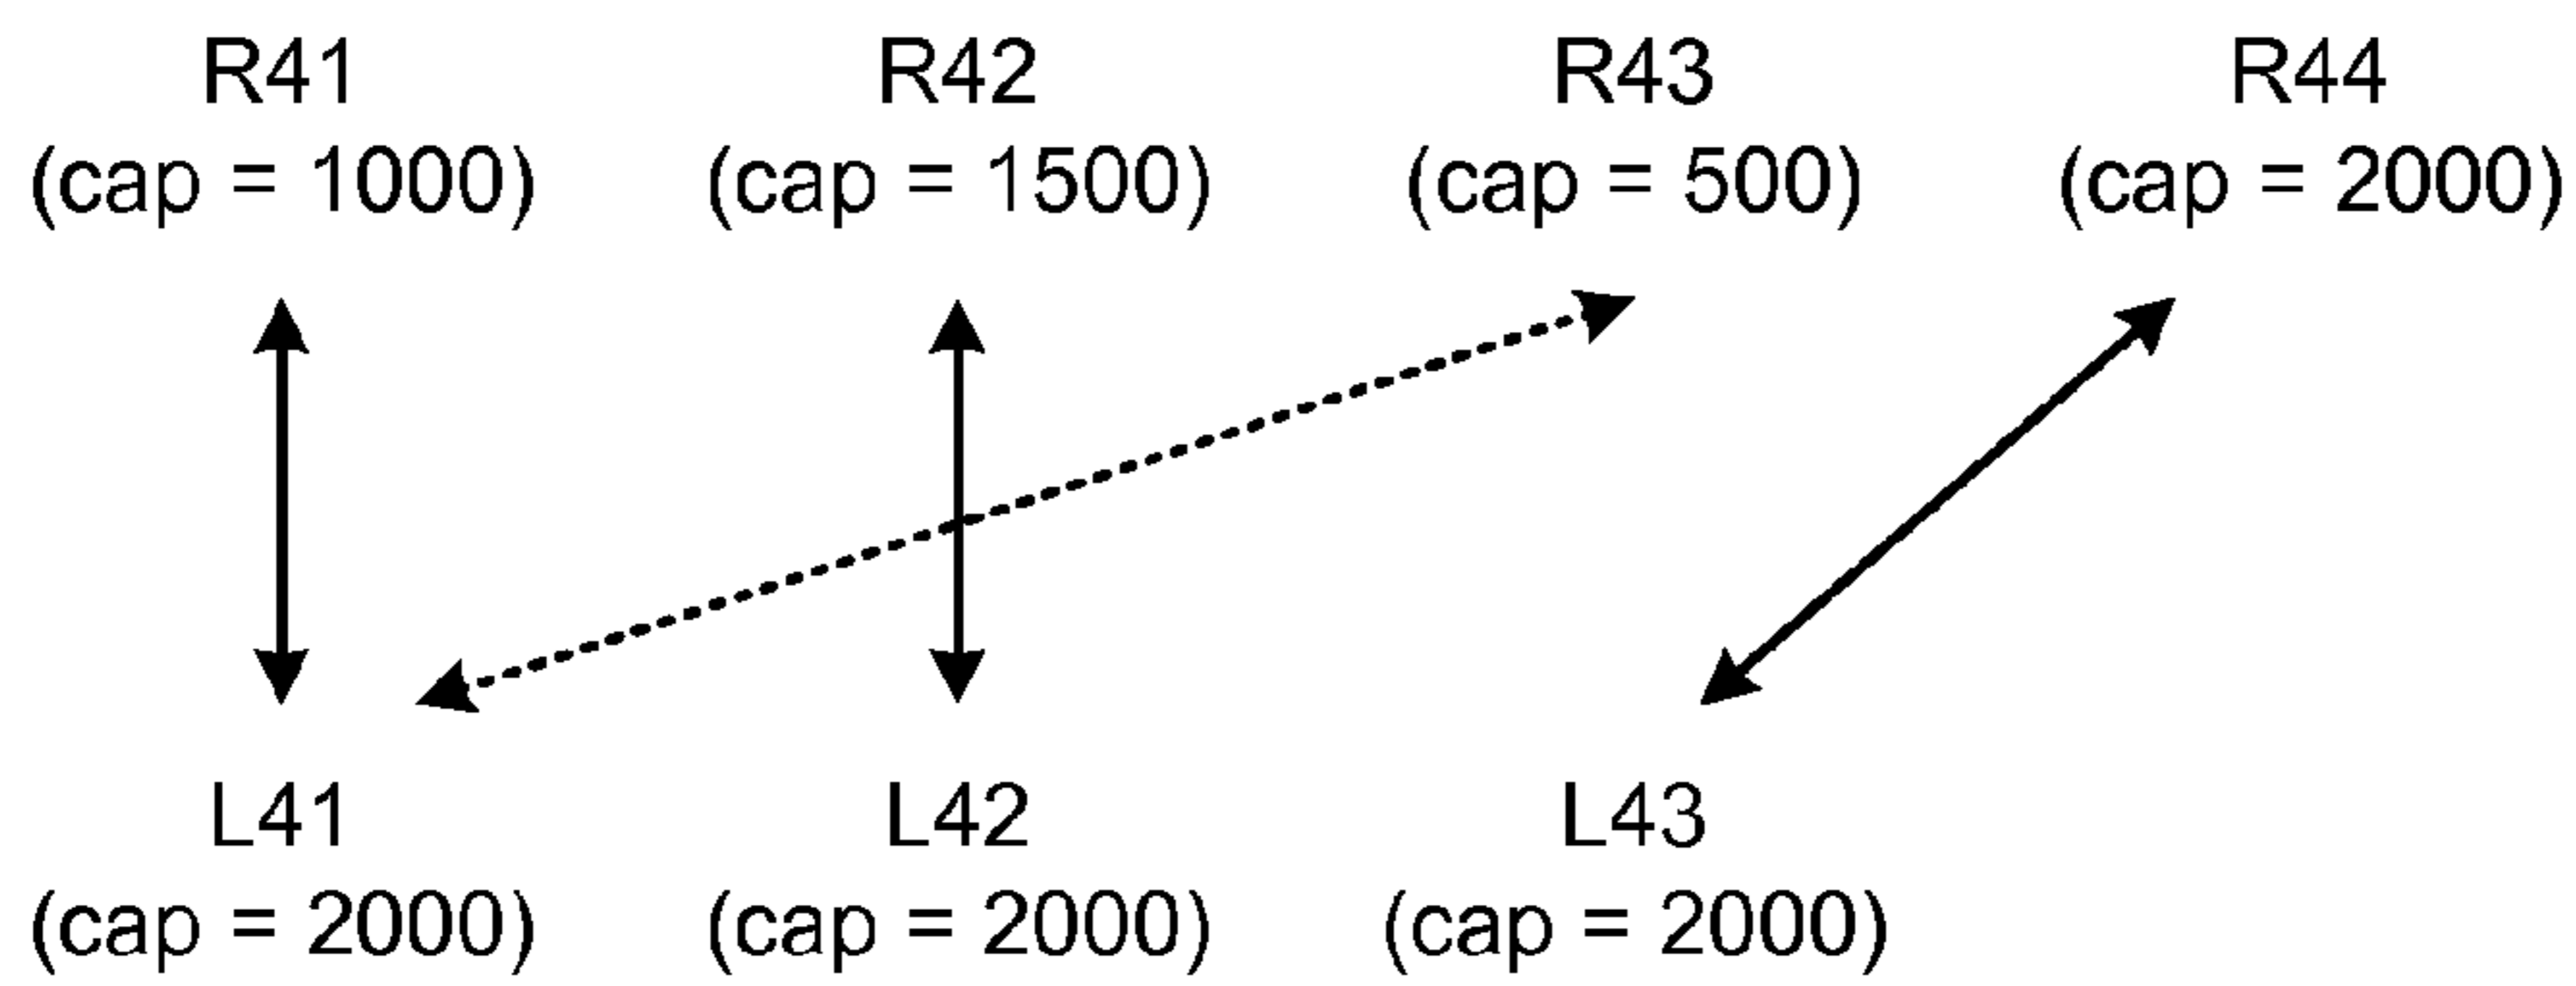 R41 R42 R43 R44
(cap = 1000) (cap = 1500) (cap = 500) (cap = 2000)
L41 L42 L43
(cap = 2000) (cap = 2000) (cap = 2000)